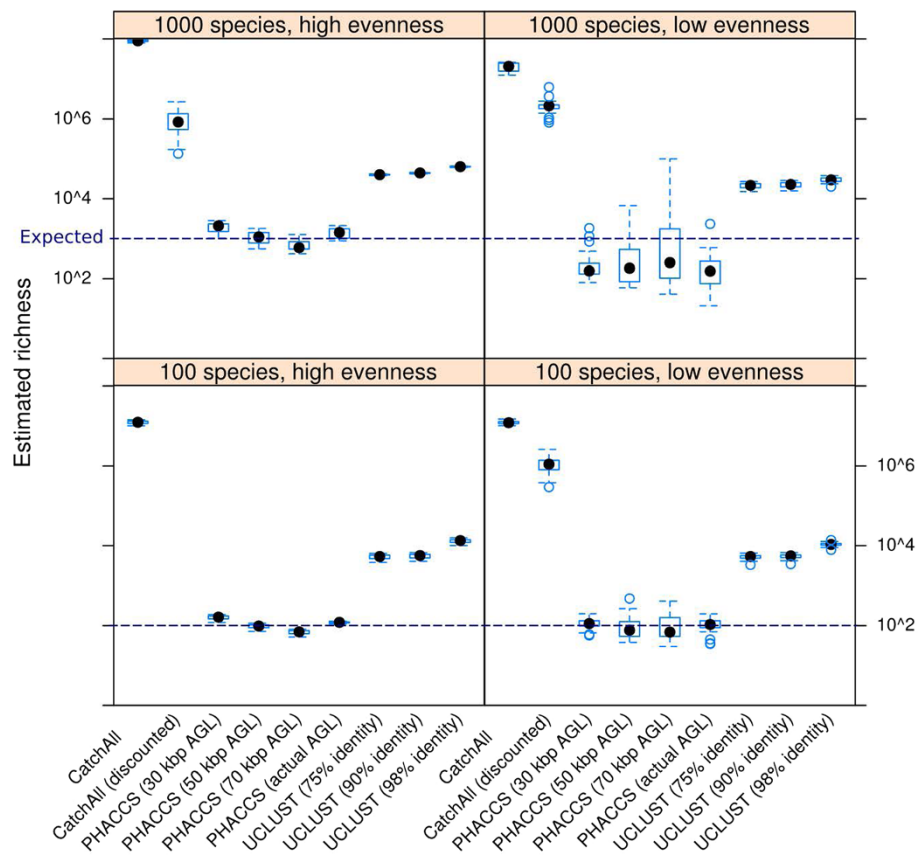 1000 species, high evenness
1000 species, low evenness
10^6
10^4
Expected
10^2
Estimated richness
100 species, high evenness
100 species, low evenness
10^6
10^4
10^2
CatchAll
CatchAll (discounted)
PHACCS (30 kbp AGL)
PHACCS (50 kbp AGL)
PHACCS (70 kbp AGL)
PHACCS (actual AGL)
UCLUST (75% identity)
UCLUST (90% identity)
UCLUST (98% identity)
CatchAll
CatchAll (discounted)
PHACCS (30 kbp AGL)
PHACCS (50 kbp AGL)
PHACCS (70 kbp AGL)
PHACCS (actual AGL)
UCLUST (75% identity)
UCLUST (90% identity)
UCLUST (98% identity)